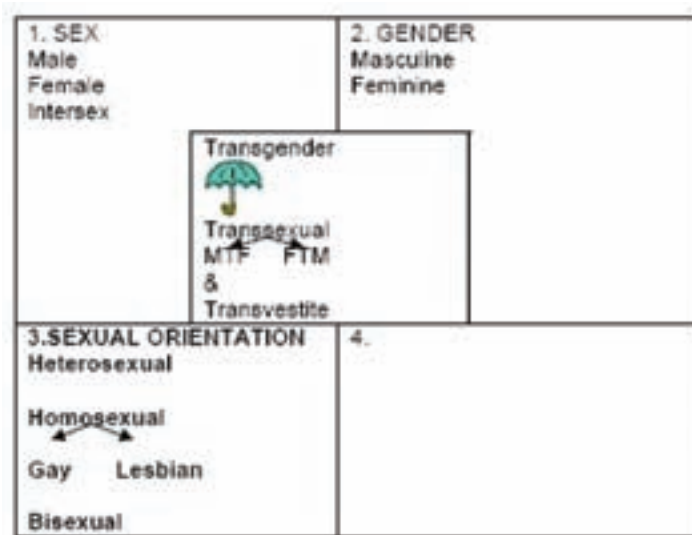 1. SEX
Male
Female
Intersex
2. GENDER
Masculine
Feminine
Transgender
Transsexual
MTF FTM
&
Transvestite
3.SEXUAL ORIENTATION
Heterosexual
Homosexual
Gay Lesbian
Bisexual
4.